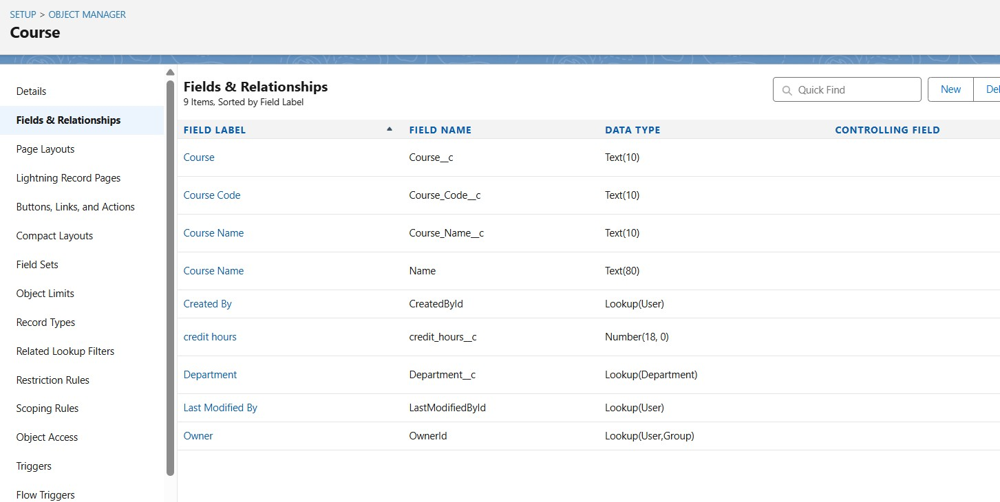 SETUP > OBJECT MANAGER
Course
Details
Fields & Relationships
Page Layouts
Lightning Record Pages
Buttons, Links, and Actions
Compact Layouts
Field Sets
Object Limits
Record Types
Related Lookup Filters
Restriction Rules
Scoping Rules
Object Access
Triggers
Flow Triggers
Fields & Relationships
9 Items, Sorted by Field Label
Quick Find
New
Del
FIELD LABEL FIELD NAME DATA TYPE CONTROLLING FIELD
Course Course__c Text(10)
Course Code Course_Code__c Text(10)
Course Name Course_Name__c Text(10)
Course Name Name Text(80)
Created By CreatedById Lookup(User)
credit hours credit_hours__c Number(18, 0)
Department Department__c Lookup(Department)
Last Modified By LastModifiedById Lookup(User)
Owner OwnerId Lookup(User,Group)